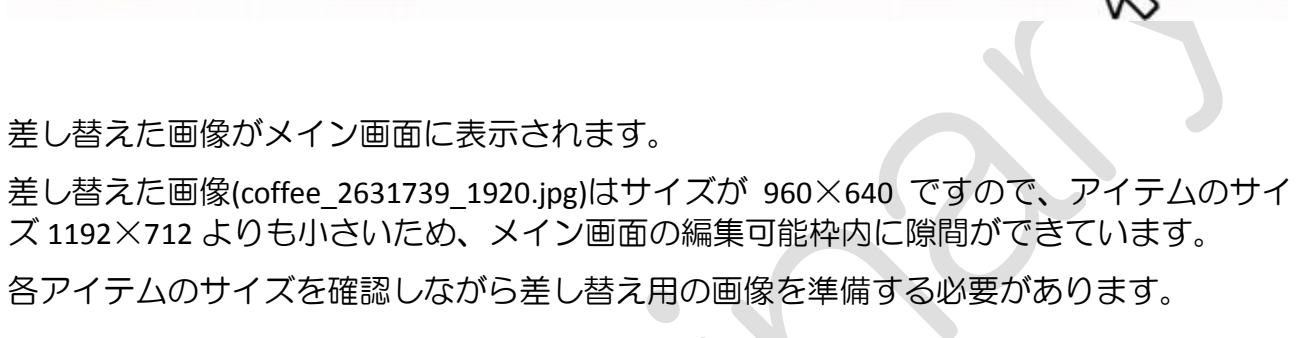 差し替えた画像がメイン画面に表示されます。
差し替えた画像(coffee_2631739_1920.jpg)はサイズが 960×640 ですので、アイテムのサイ
ズ 1192×712 よりも小さいため、メイン画面の編集可能枠内に隙間ができています。
各アイテムのサイズを確認しながら差し替え用の画像を準備する必要があります。